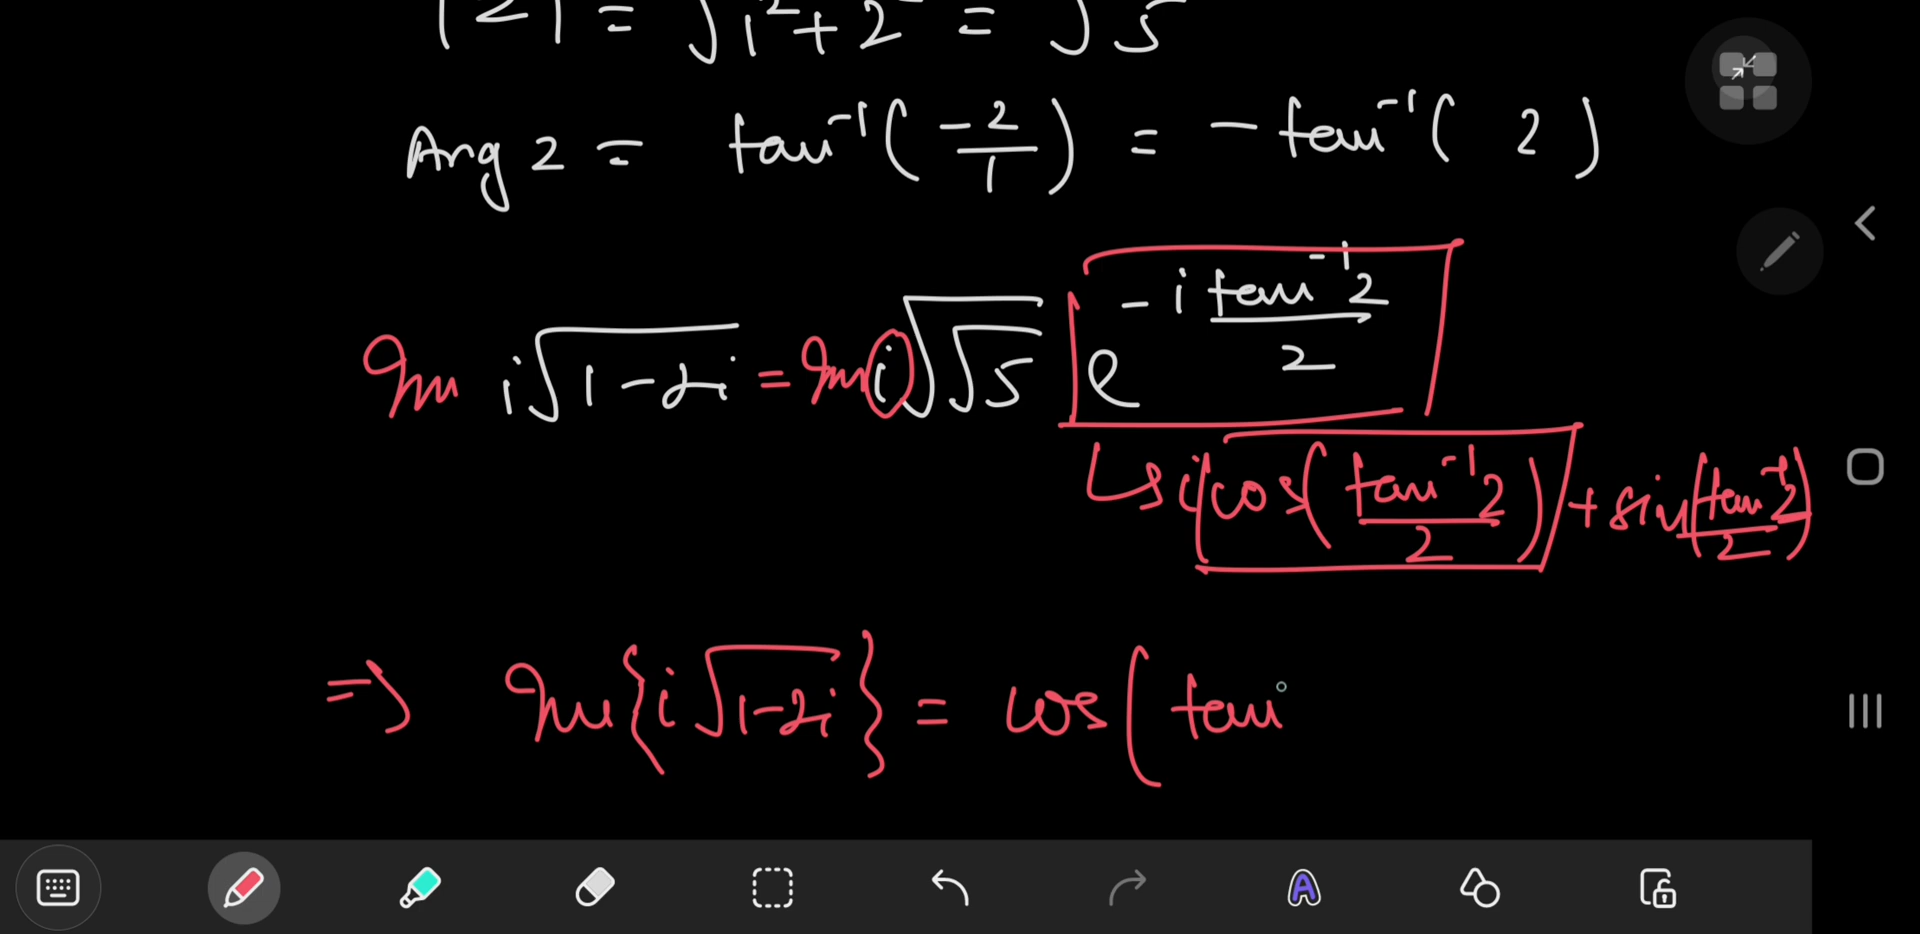 |z| = √1²+2 = √5
Arg z = tan⁻¹(-2/1) = -tan⁻¹( 2 )
Im i√1-2i = Im i√√5 e^(-i tan⁻¹2/2)
↳ i cos(tan⁻¹2/2) + sin(tan⁻¹2/2)
⇒ Im{i√1-2i} = cos(tan
A